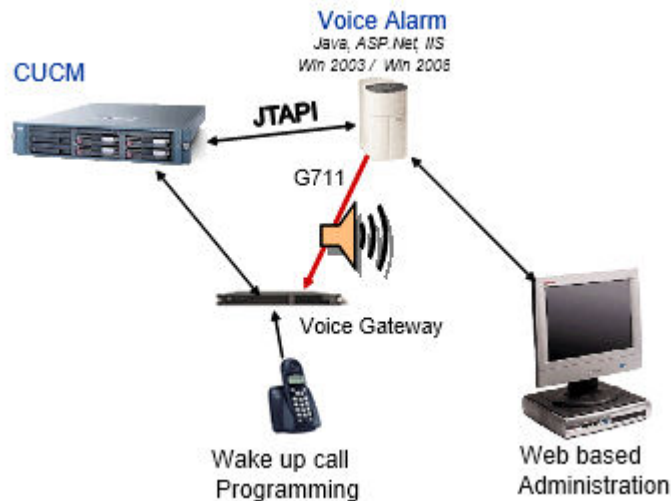 Voice Alarm
Java, ASP.Net, IIS
Win 2003 / Win 2008
CUCM
JTAPI
G711
Voice Gateway
Wake up call
Programming
Web based
Administration